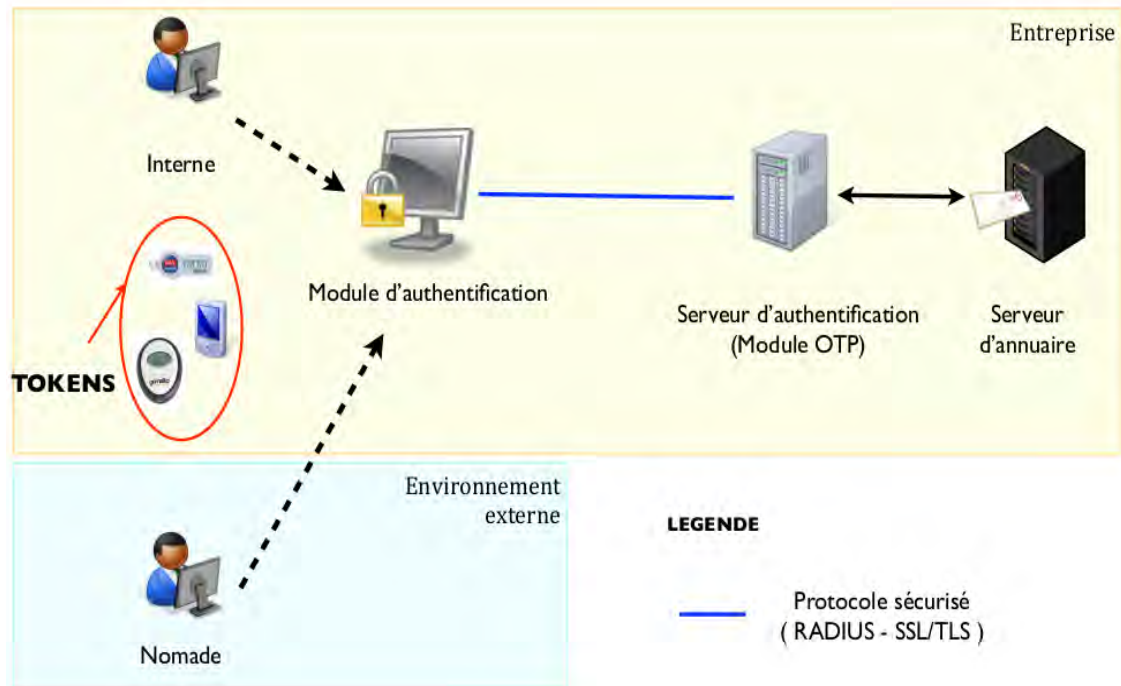 Entreprise
Interne
Module d'authentification
Serveur d'authentification
(Module OTP)
Serveur
d'annuaire
TOKENS
Environnement
externe
Nomade
LEGENDE
Protocole sécurisé
( RADIUS - SSL/TLS )